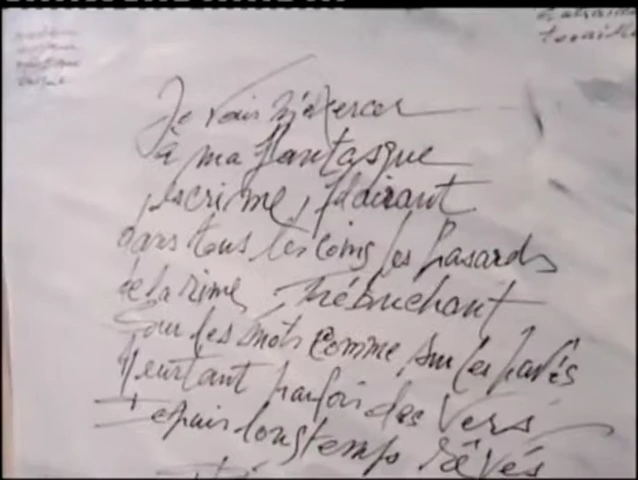 Je vais m'exercer
à ma fantasque
escrime, flairant
dans tous les coins les hasards
de la rime, Trébuchant
Sur les mots comme sur les pavés
Heurtant parfois des vers
Depuis longtemps rêvés